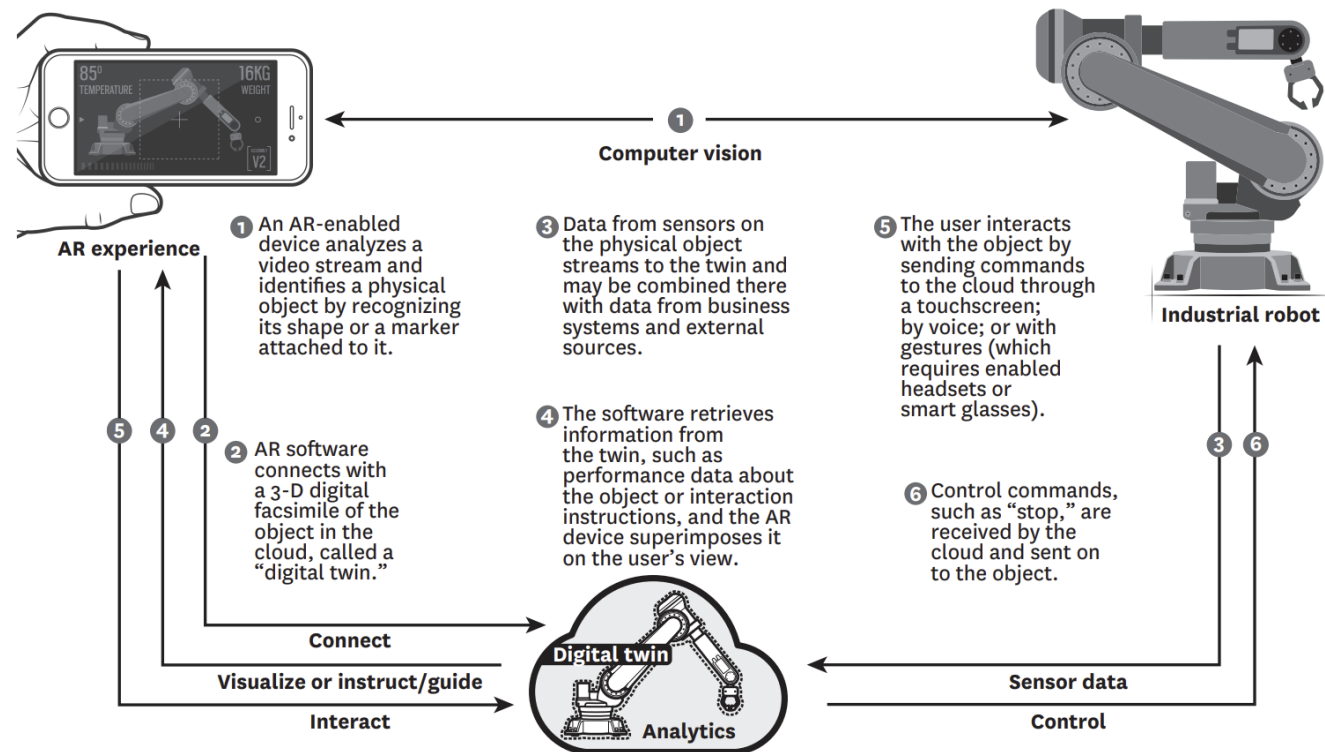 85⁰
TEMPERATURE
16KG
WEIGHT
V2
1
Computer vision
AR experience
Industrial robot
1 An AR-enabled
device analyzes a
video stream and
identifies a physical
object by recognizing
its shape or a marker
attached to it.
2 AR software
connects with
a 3-D digital
facsimile of the
object in the
cloud, called a
“digital twin.”
3 Data from sensors on
the physical object
streams to the twin and
may be combined there
with data from business
systems and external
sources.
4 The software retrieves
information from
the twin, such as
performance data about
the object or interaction
instructions, and the AR
device superimposes it
on the user’s view.
5 The user interacts
with the object by
sending commands
to the cloud through
a touchscreen;
by voice; or with
gestures (which
requires enabled
headsets or
smart glasses).
6 Control commands,
such as “stop,” are
received by the
cloud and sent on
to the object.
5
4
2
3
6
Connect
Visualize or instruct/guide
Interact
Digital twin
Analytics
Sensor data
Control